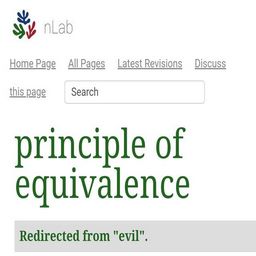 nLab
Home Page All Pages Latest Revisions Discuss
this page Search
principle of
equivalence
Redirected from "evil".